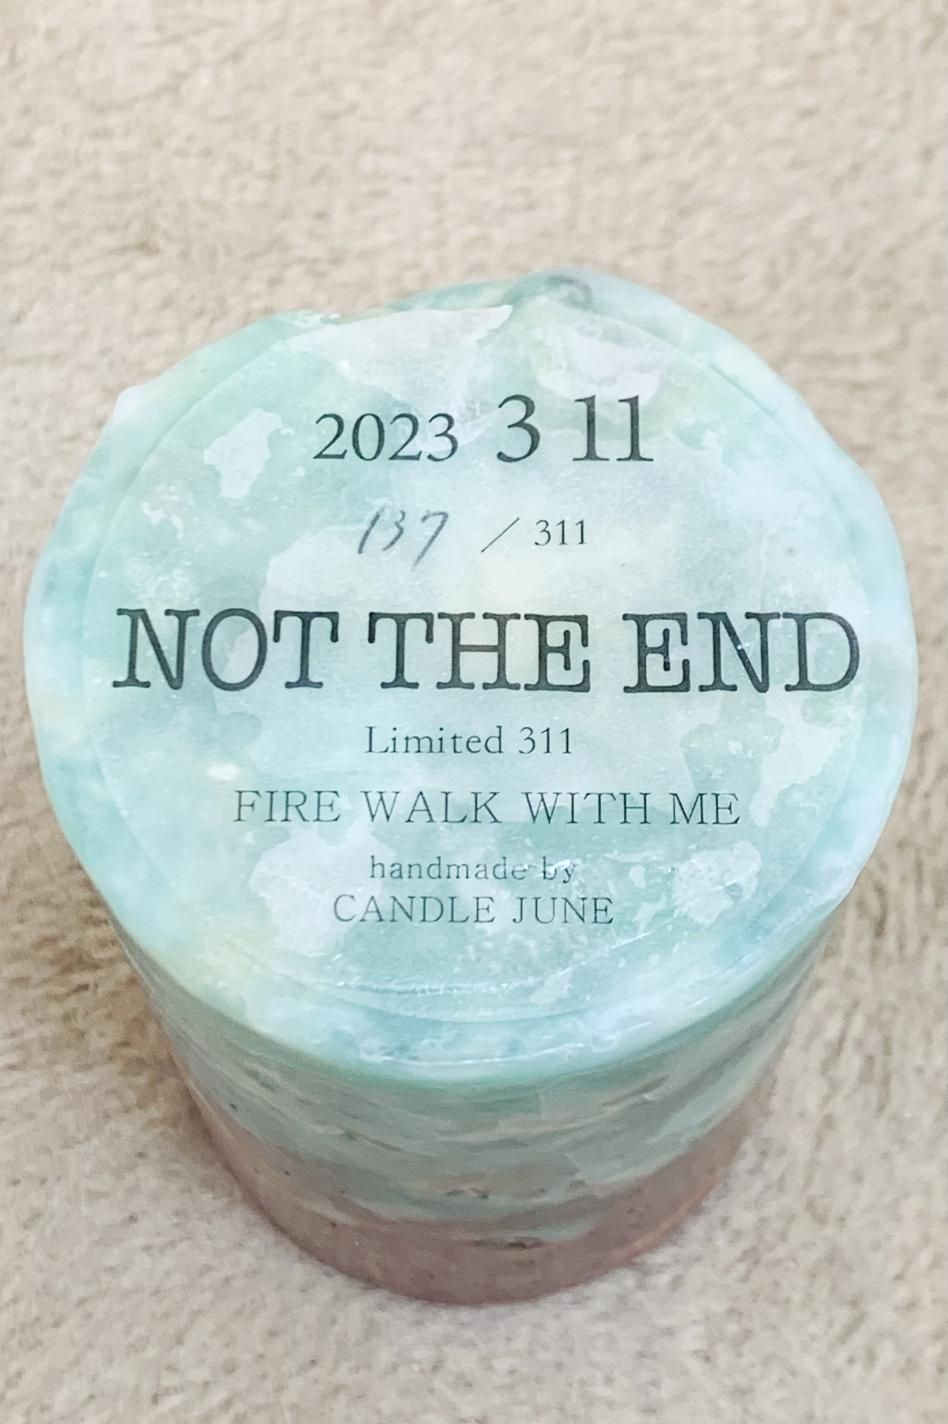 2023 3 11
137 / 311
NOT THE END
Limited 311
FIRE WALK WITH ME
handmade by
CANDLE JUNE